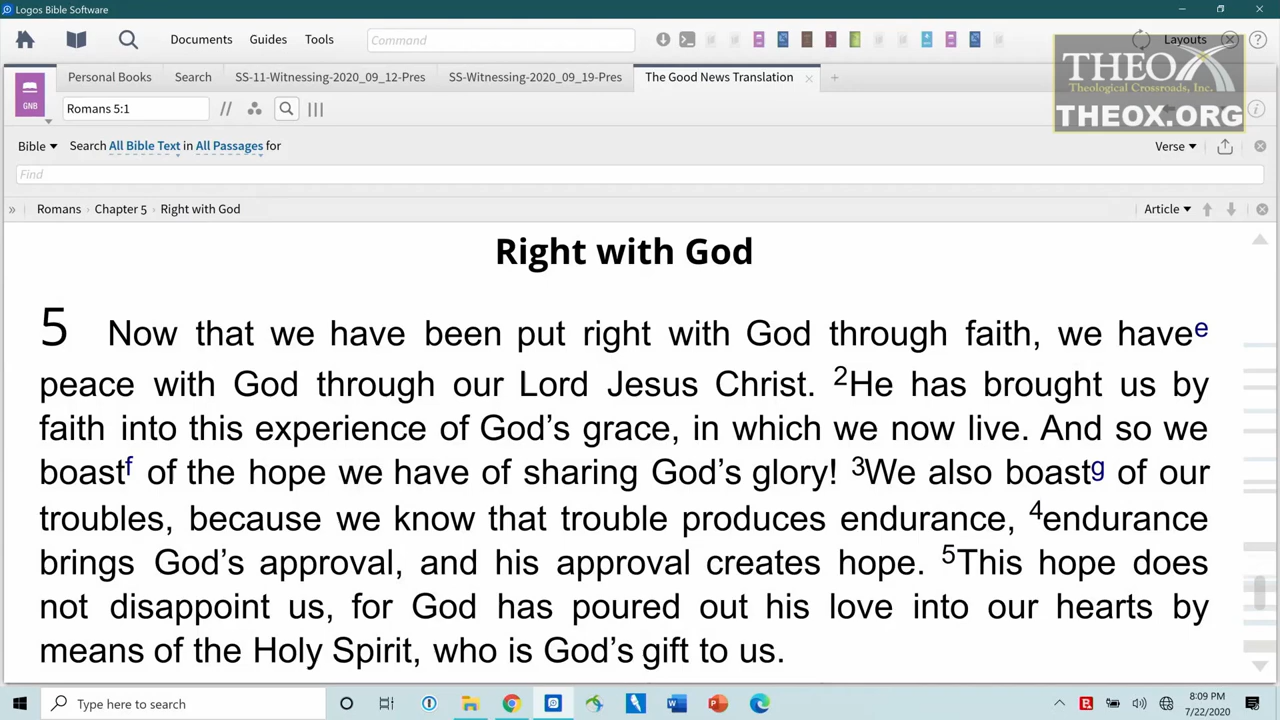 Logos Bible Software
Documents Guides Tools Command Layouts
THEOX
Theological Crossroads, Inc.
THEOX.ORG
Personal Books Search SS-11-Witnessing-2020_09_12-Pres SS-Witnessing-2020_09_19-Pres The Good News Translation
GNB
Romans 5:1
Bible Search All Bible Text in All Passages for Verse
Find
» Romans › Chapter 5 › Right with God Article
Right with God
5 Now that we have been put right with God through faith, we haveᵉ
peace with God through our Lord Jesus Christ. ²He has brought us by
faith into this experience of God’s grace, in which we now live. And so we
boastᶠ of the hope we have of sharing God’s glory! ³We also boastᵍ of our
troubles, because we know that trouble produces endurance, ⁴endurance
brings God’s approval, and his approval creates hope. ⁵This hope does
not disappoint us, for God has poured out his love into our hearts by
means of the Holy Spirit, who is God’s gift to us.
Type here to search
8:09 PM
7/22/2020